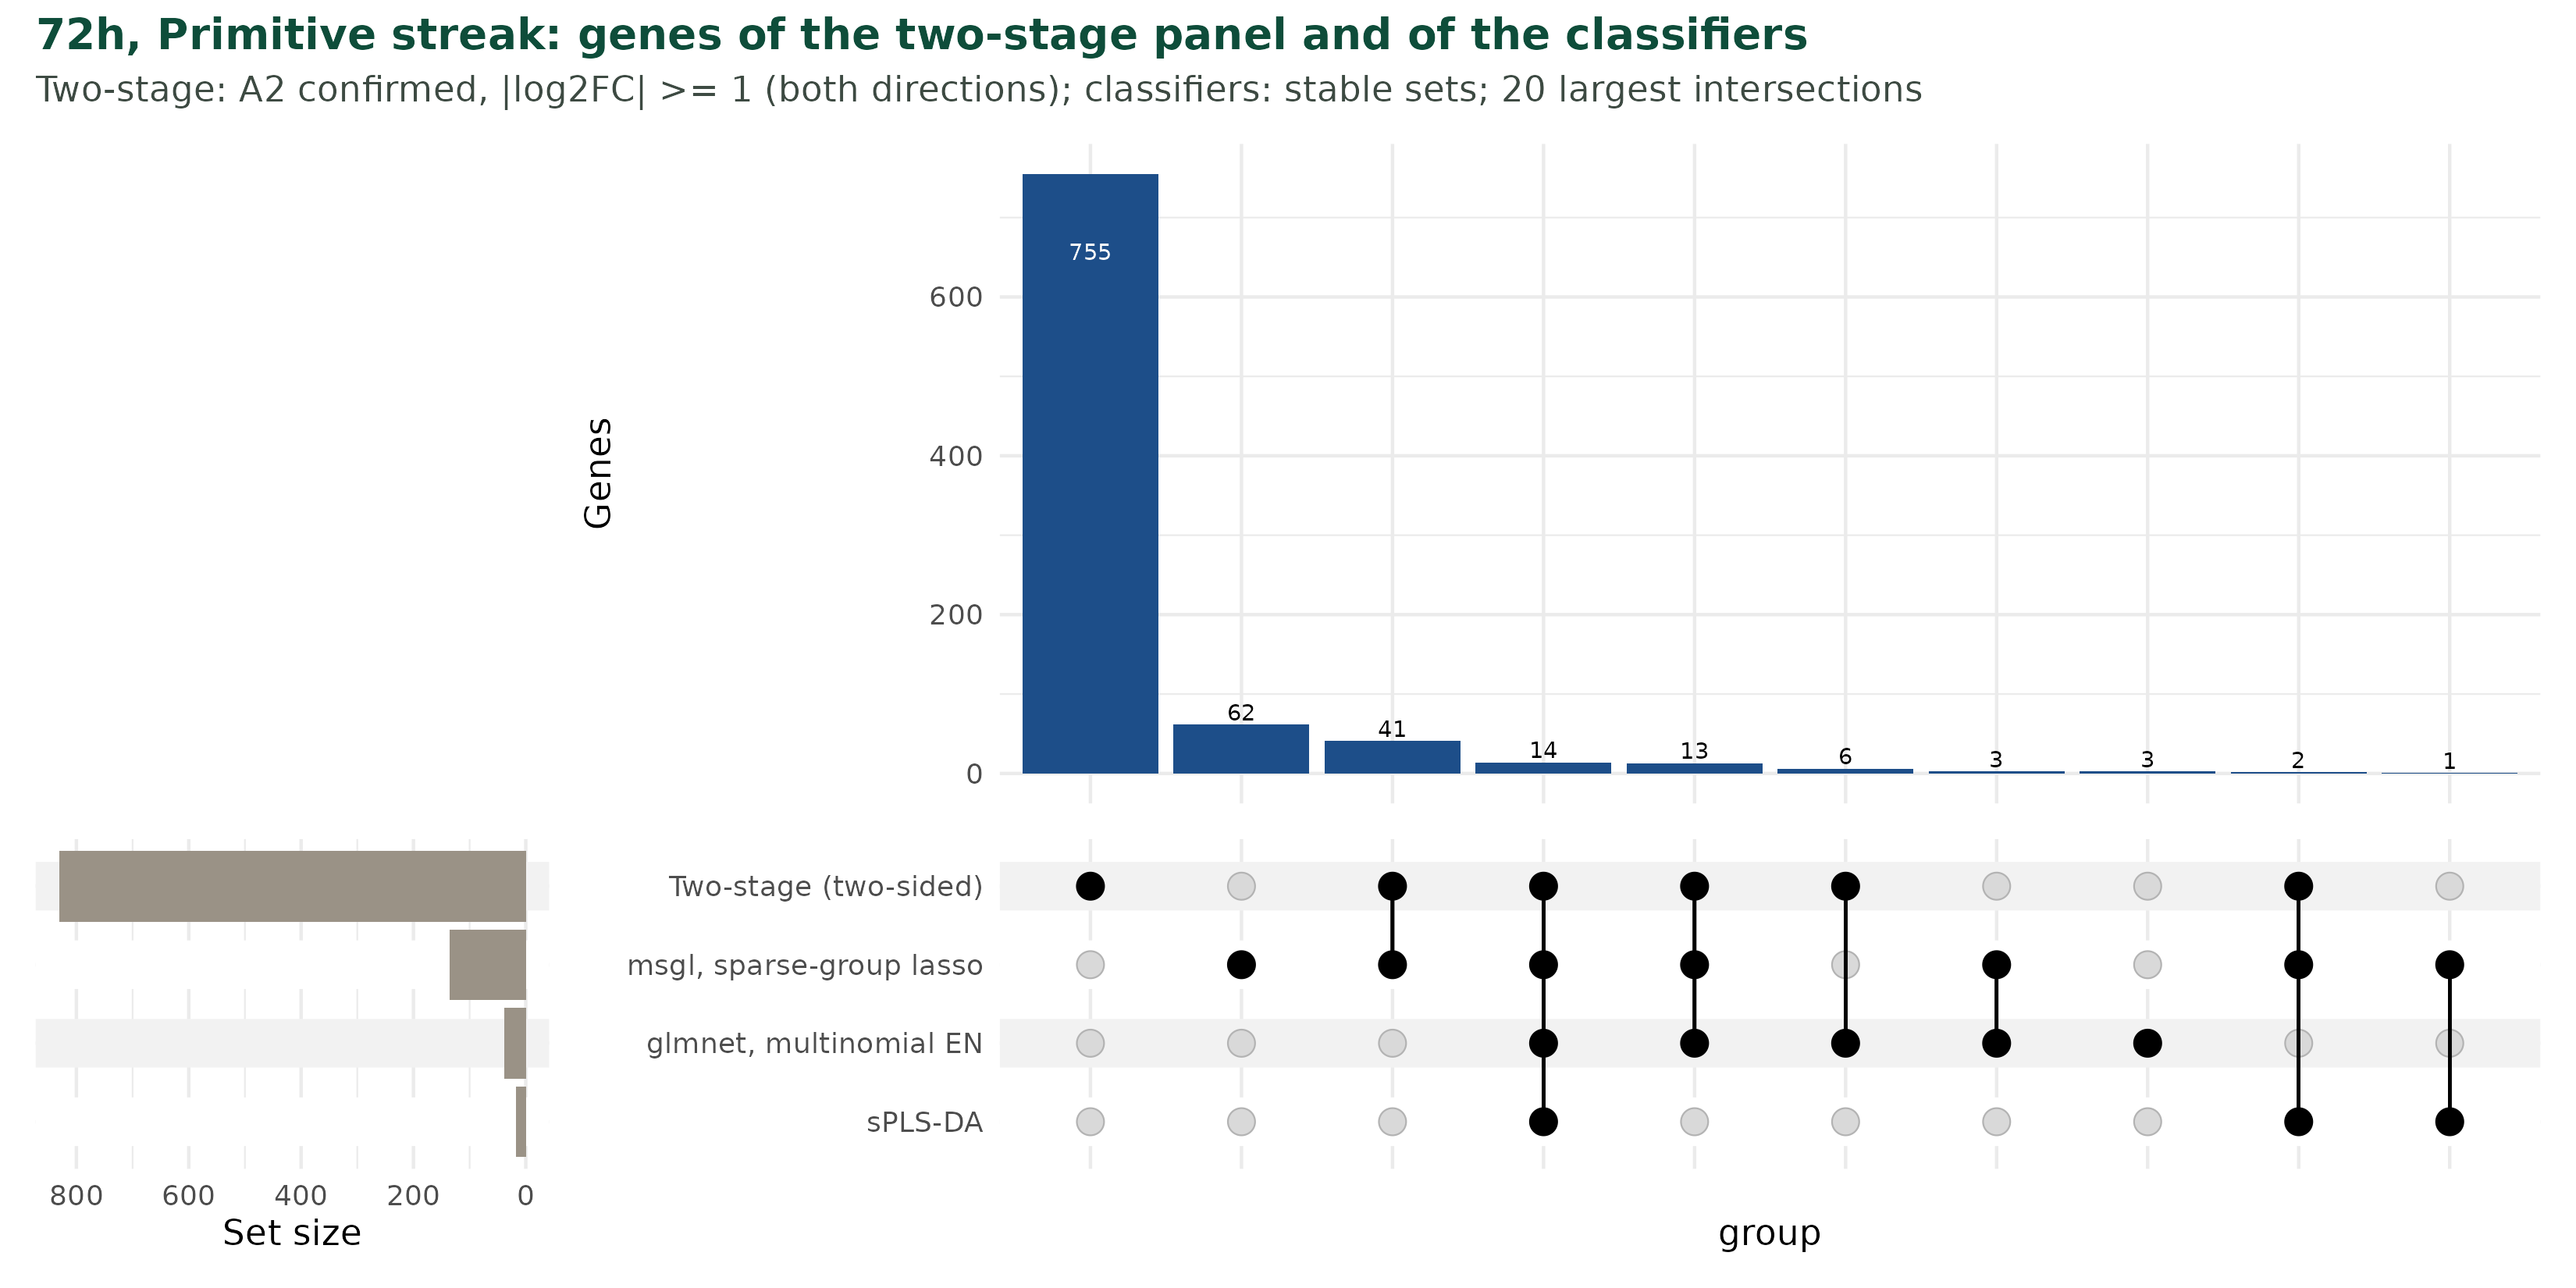 72h, Primitive streak: genes of the two-stage panel and of the classifiers
Two-stage: A2 confirmed, |log2FC| >= 1 (both directions); classifiers: stable sets; 20 largest intersections
Genes
600
400
200
0
755
62
41
14
13
6
3
3
2
1
Two-stage (two-sided)
msgl, sparse-group lasso
glmnet, multinomial EN
sPLS-DA
800 600 400 200 0
Set size
group